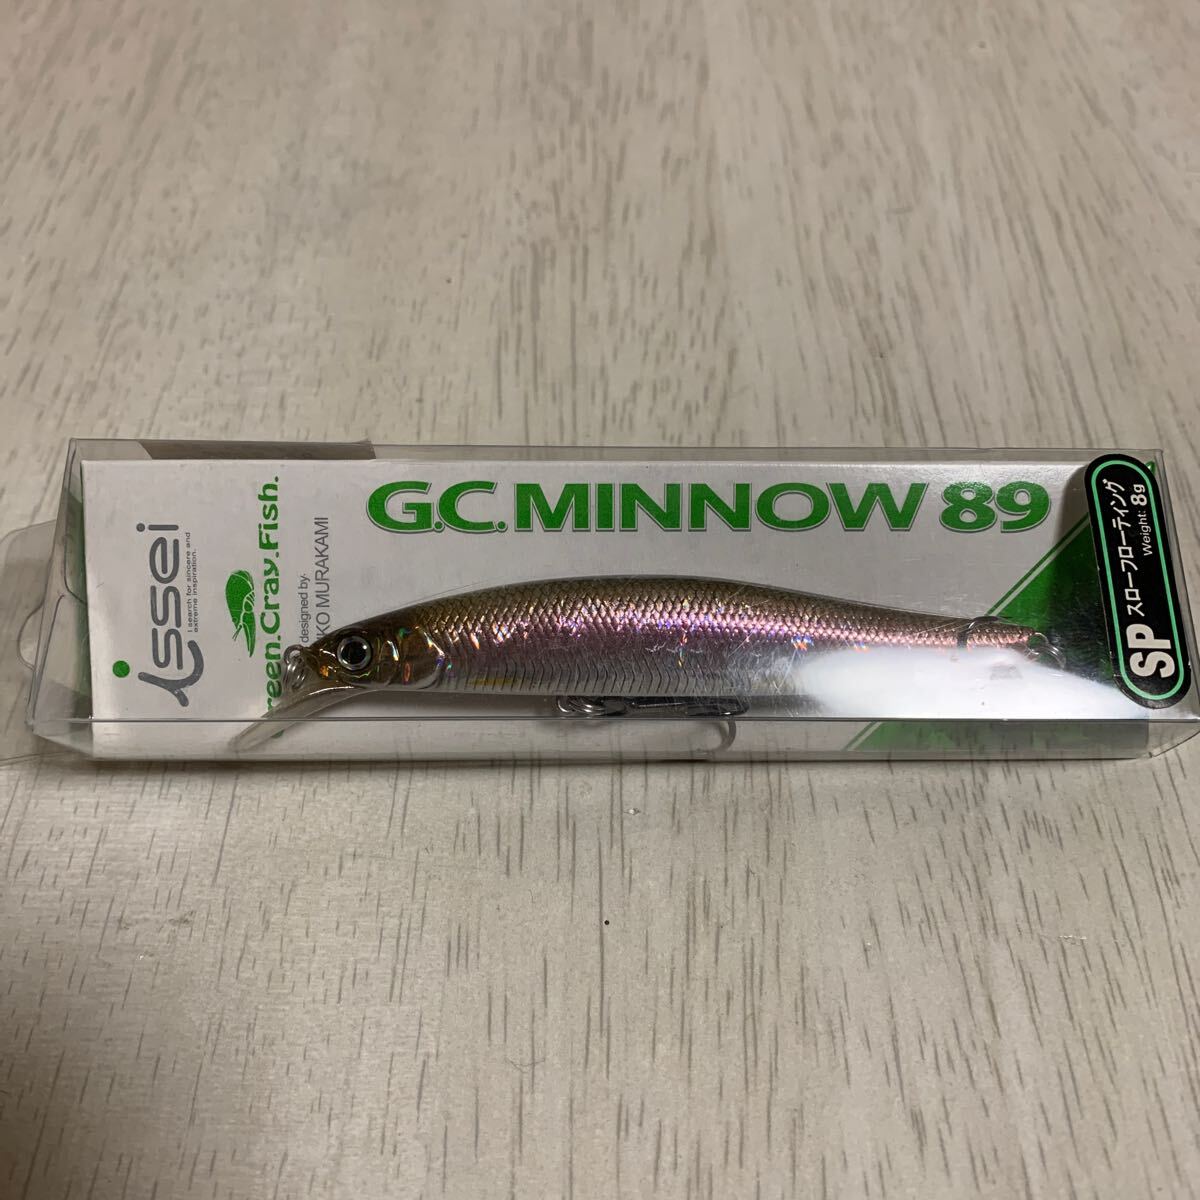 issei
I search for sincere and
extreme inspiration.
reen.Cray.Fish.
designed by.
KO MURAKAMI
G.C.MINNOW 89
SP スローフローティング
Weight: 8g